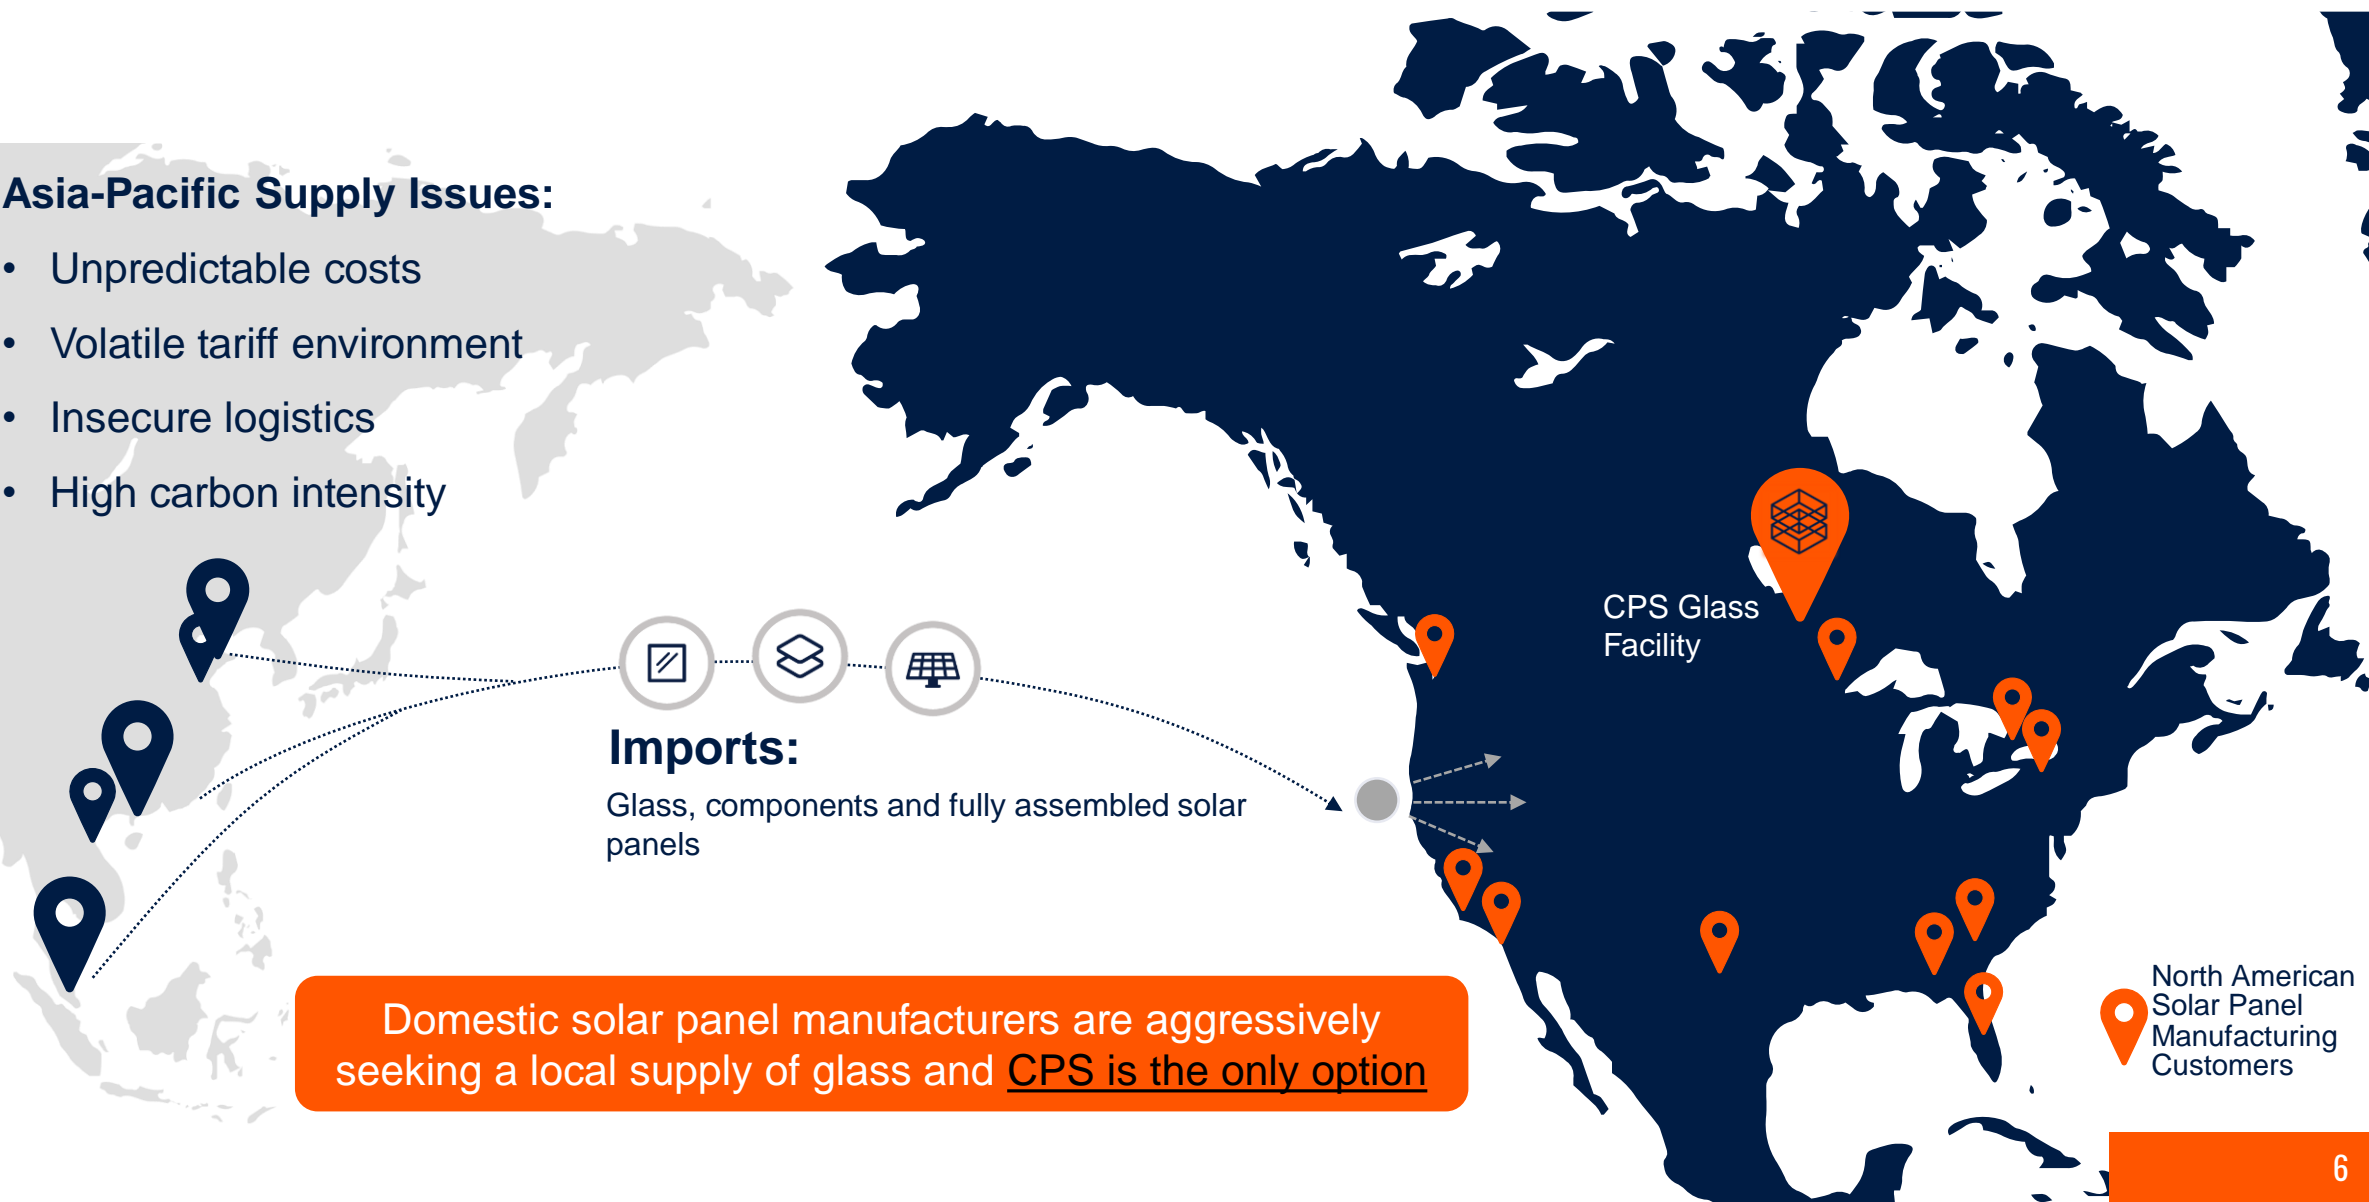 Asia-Pacific Supply Issues:
• Unpredictable costs
• Volatile tariff environment
• Insecure logistics
• High carbon intensity
CPS Glass
Facility
Imports:
Glass, components and fully assembled solar
panels
Domestic solar panel manufacturers are aggressively
seeking a local supply of glass and CPS is the only option
North American
Solar Panel
Manufacturing
Customers
6